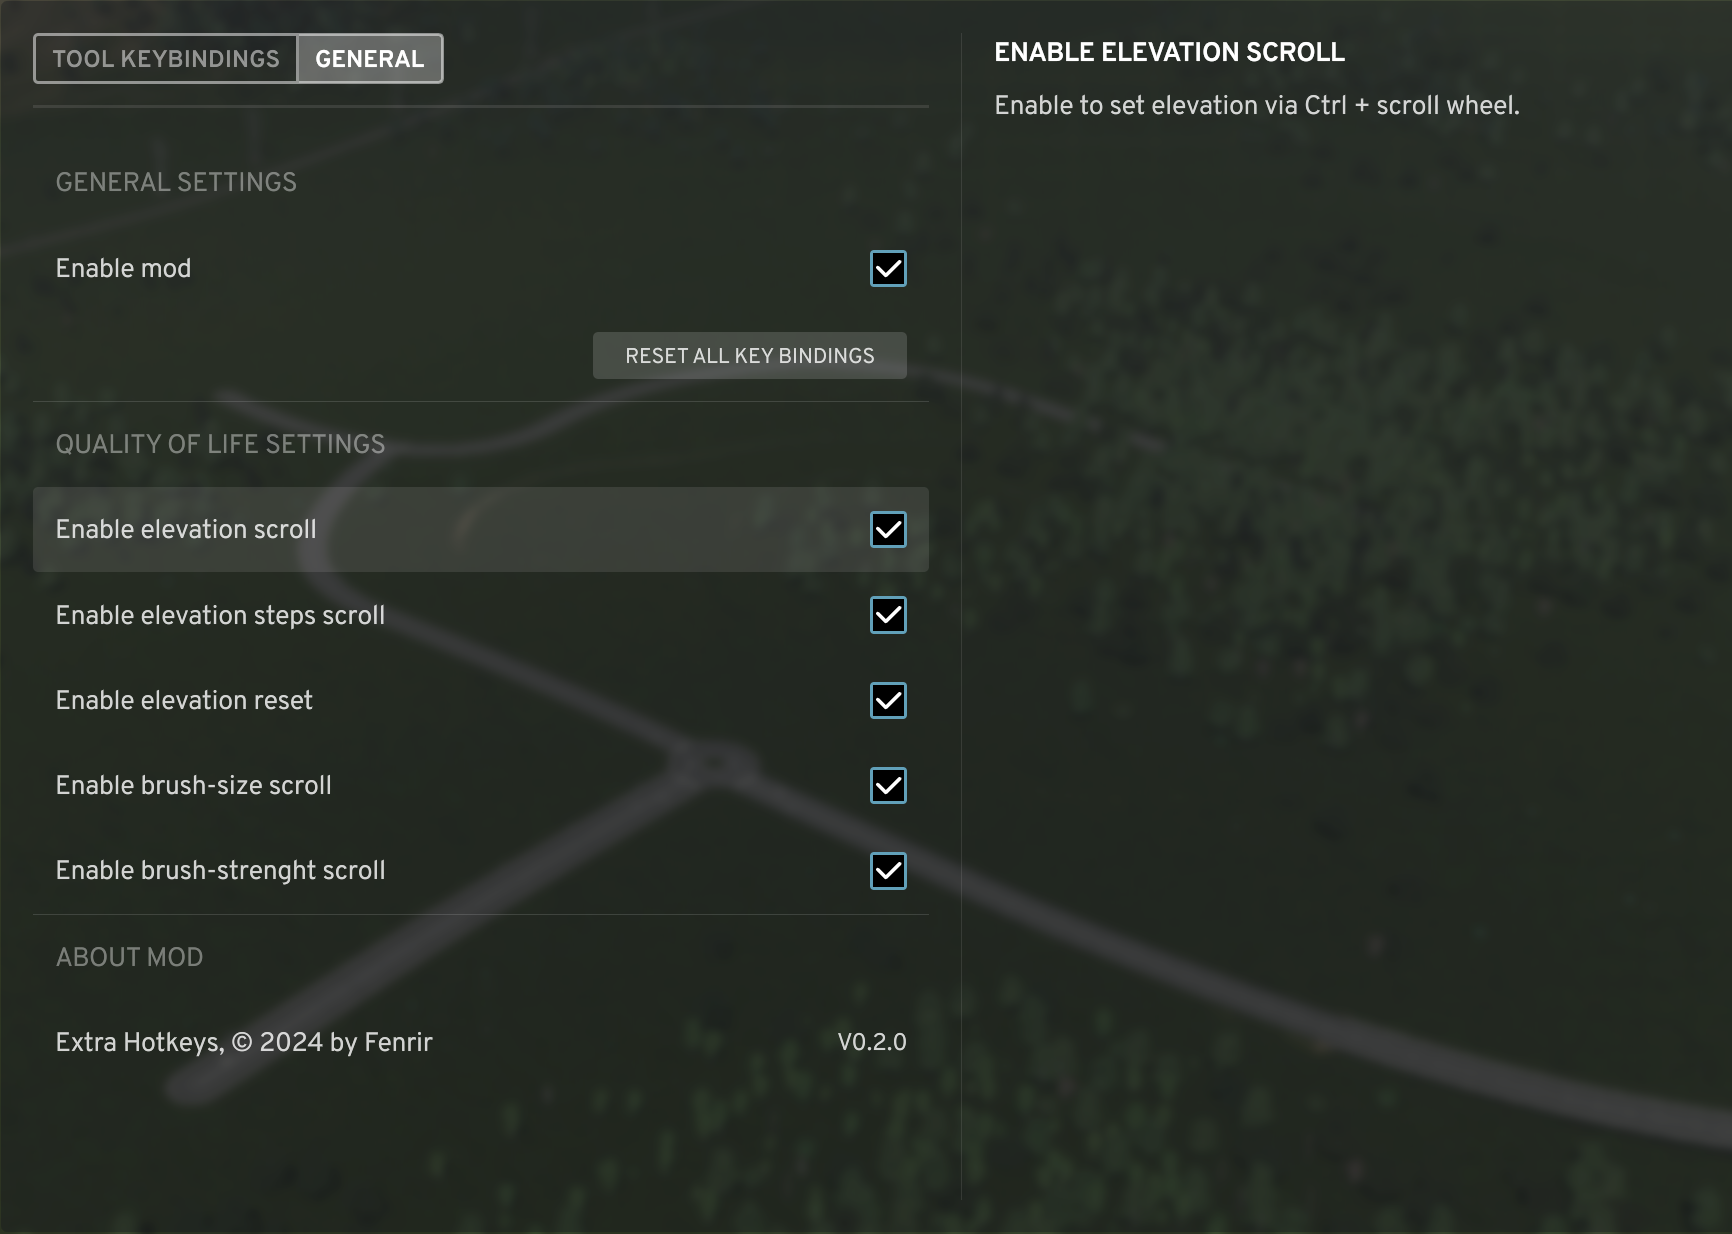 TOOL KEYBINDINGS GENERAL
GENERAL SETTINGS
Enable mod
RESET ALL KEY BINDINGS
QUALITY OF LIFE SETTINGS
Enable elevation scroll
Enable elevation steps scroll
Enable elevation reset
Enable brush-size scroll
Enable brush-strenght scroll
ABOUT MOD
Extra Hotkeys, © 2024 by Fenrir V0.2.0
ENABLE ELEVATION SCROLL
Enable to set elevation via Ctrl + scroll wheel.